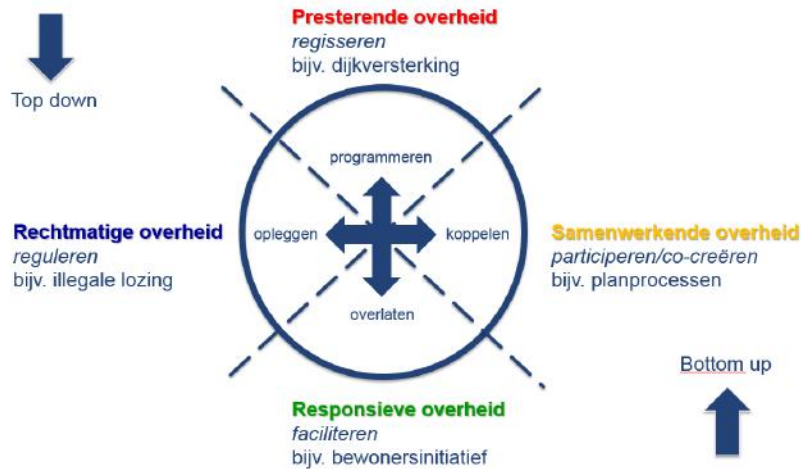 Presterende overheid
regisseren
bijv. dijkversterking
Top down
programmeren
Rechtmatige overheid
reguleren
bijv. illegale lozing
opleggen
koppelen
Samenwerkende overheid
participeren/co-creëren
bijv. planprocessen
overlaten
Bottom up
Responsieve overheid
faciliteren
bijv. bewonersinitiatief